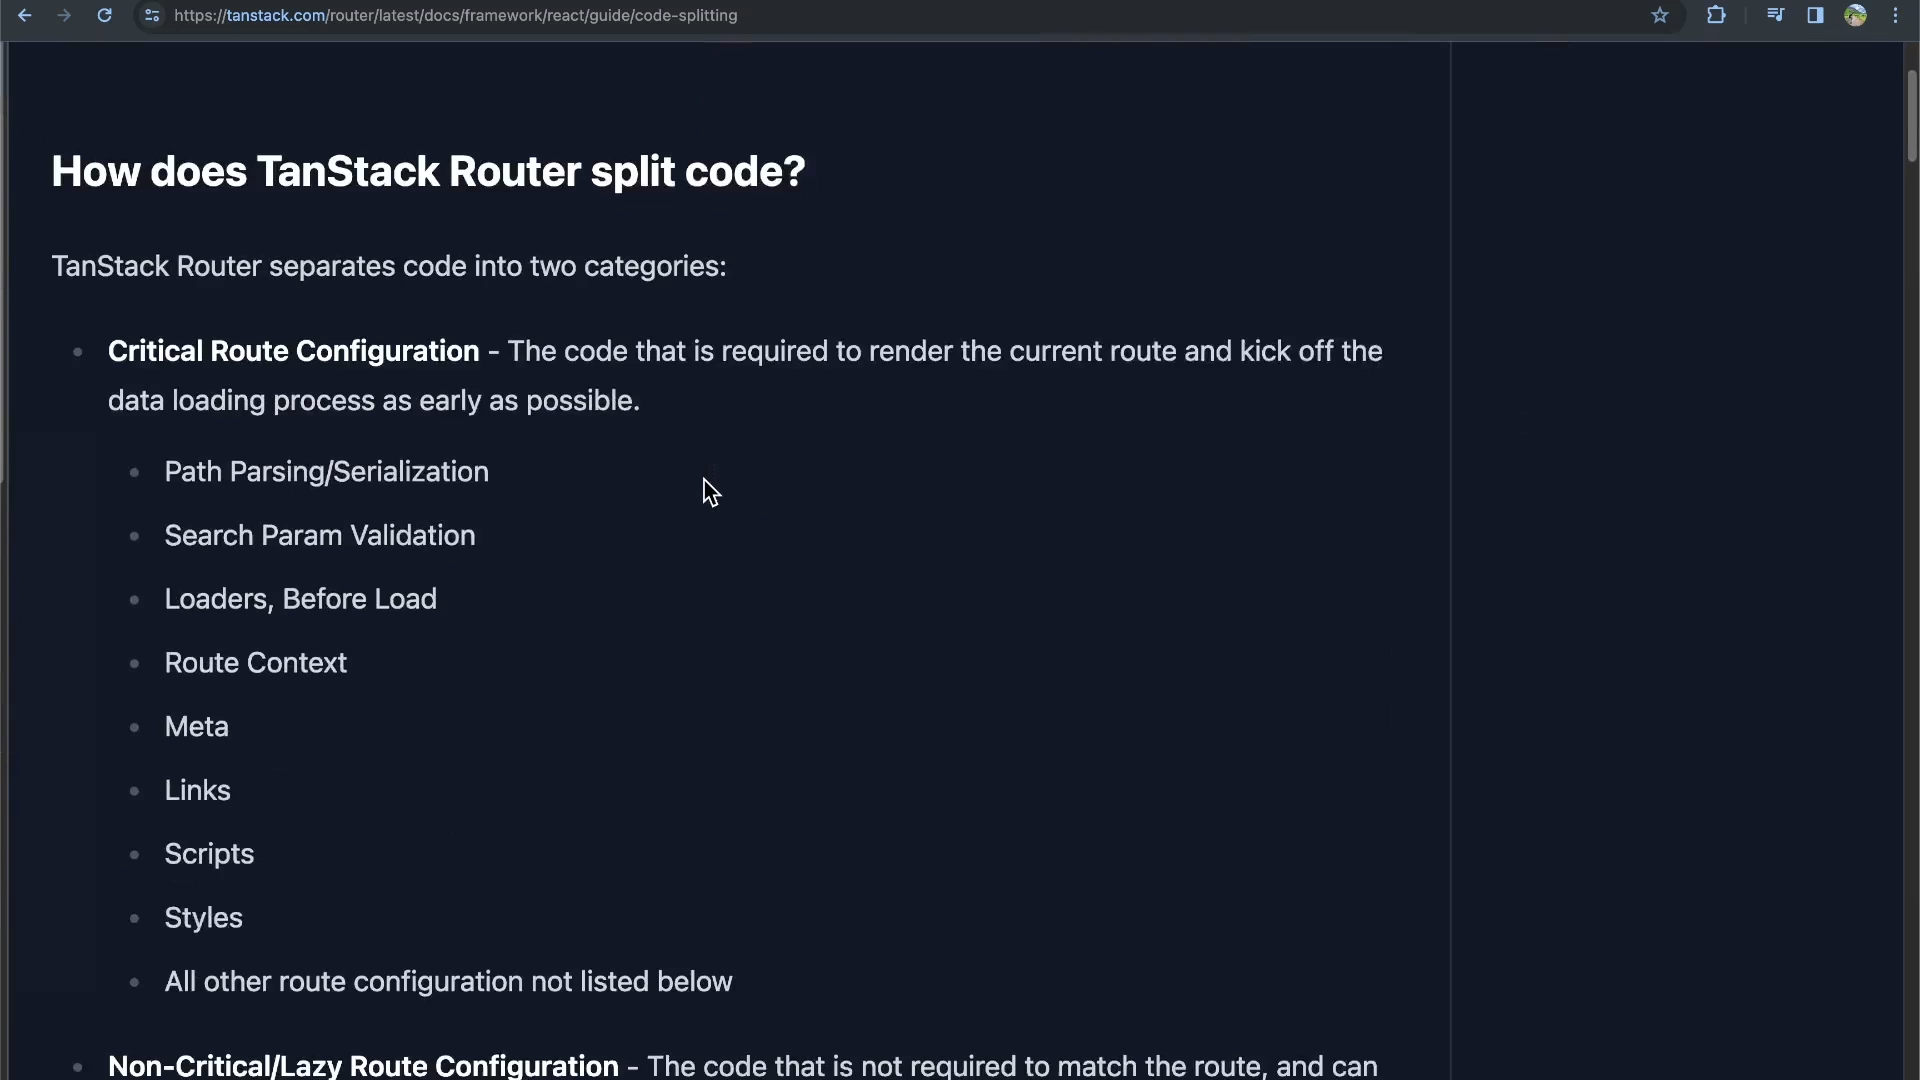 https://tanstack.com/router/latest/docs/framework/react/guide/code-splitting
How does TanStack Router split code?
TanStack Router separates code into two categories:
Critical Route Configuration - The code that is required to render the current route and kick off the
data loading process as early as possible.
Path Parsing/Serialization
Search Param Validation
Loaders, Before Load
Route Context
Meta
Links
Scripts
Styles
All other route configuration not listed below
Non-Critical/Lazy Route Configuration - The code that is not required to match the route, and can